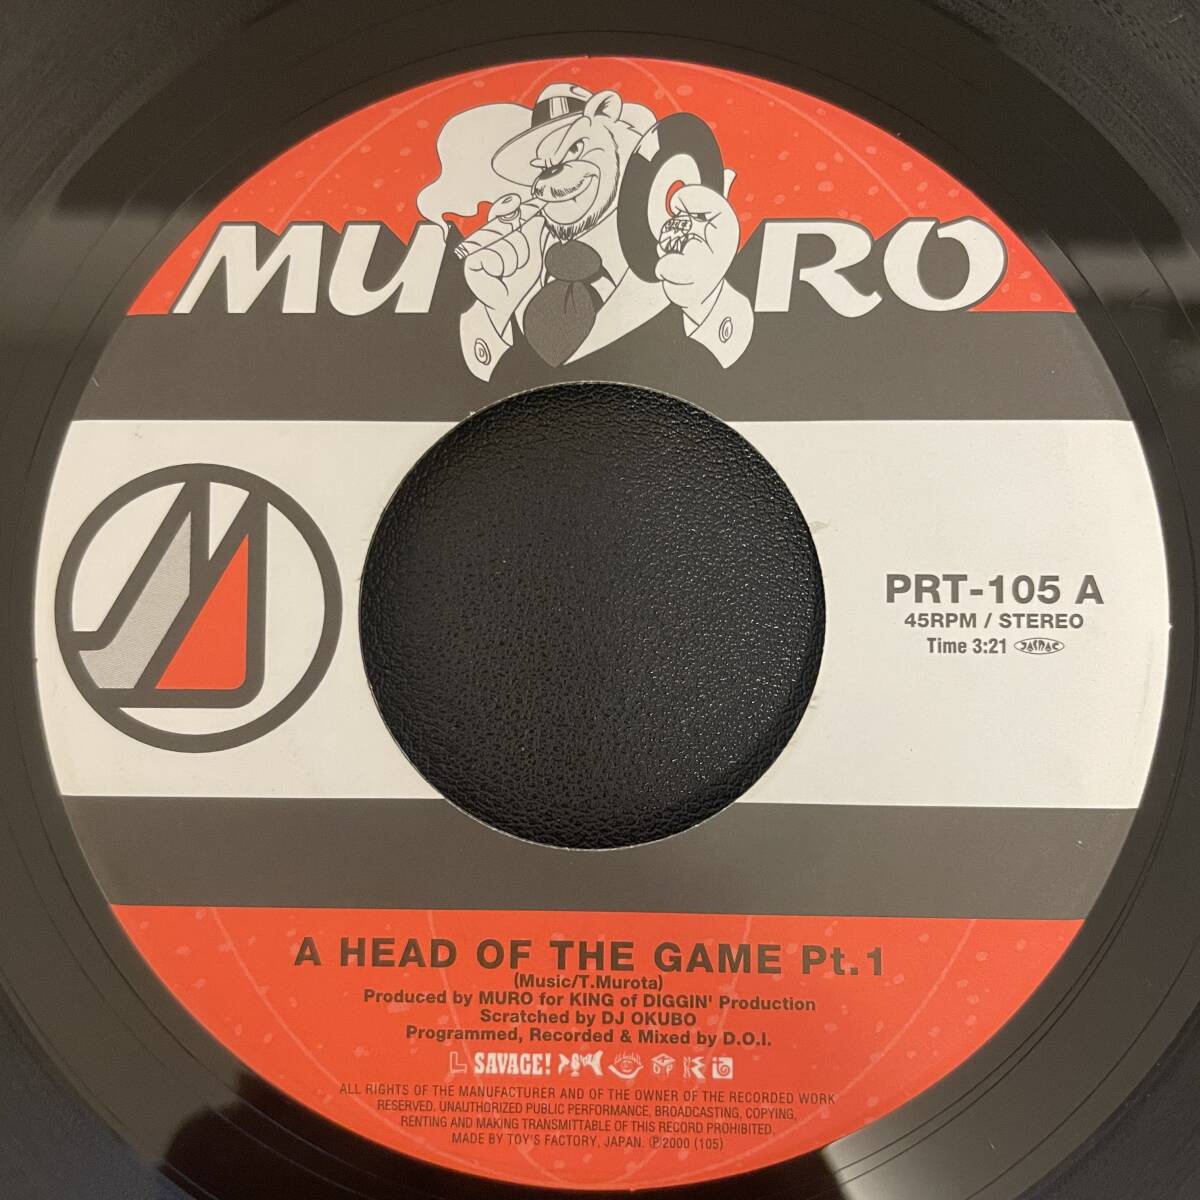 MURO
PRT-105 A
45RPM / STEREO
Time 3:21 JASRAC
A HEAD OF THE GAME Pt.1
(Music/T.Murota)
Produced by MURO for KING of DIGGIN' Production
Scratched by DJ OKUBO
Programmed, Recorded & Mixed by D.O.I.
SAVAGE!
ALL RIGHTS OF THE MANUFACTURER AND OF THE OWNER OF THE RECORDED WORK
RESERVED. UNAUTHORIZED PUBLIC PERFORMANCE, BROADCASTING, COPYING,
RENTING AND MAKING TRANSMITTABLE OF THIS RECORD PROHIBITED.
MADE BY TOY'S FACTORY, JAPAN. Ⓟ2000 (105)